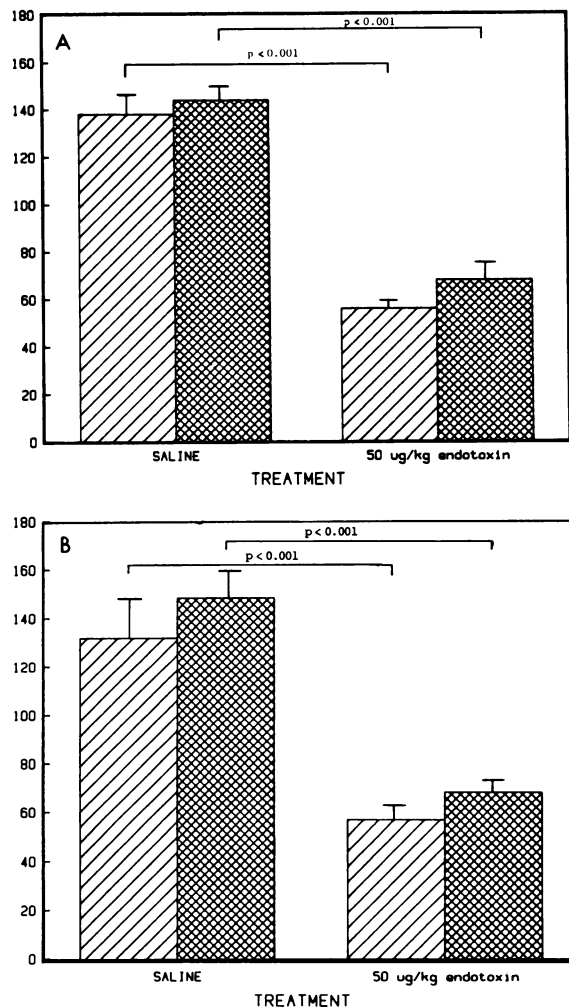 A
p < 0.001
p < 0.001
180
160
140
120
100
80
60
40
20
0
SALINE 50 ug/kg endotoxin
TREATMENT
B
p < 0.001
p < 0.001
180
160
140
120
100
80
60
40
20
0
SALINE 50 ug/kg endotoxin
TREATMENT